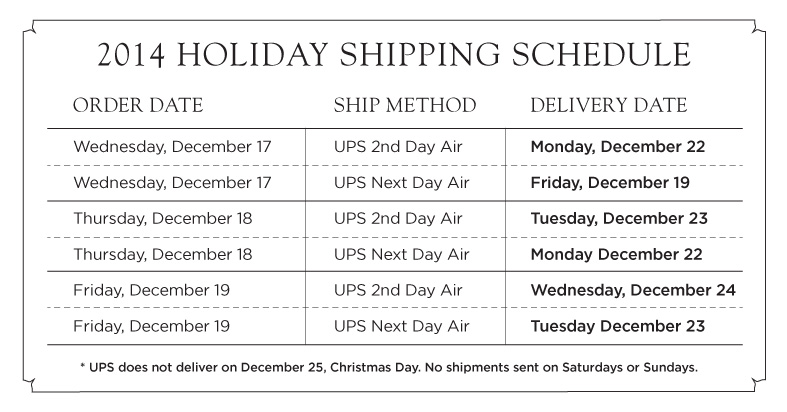 2014 HOLIDAY SHIPPING SCHEDULE
ORDER DATE SHIP METHOD DELIVERY DATE
Wednesday, December 17 UPS 2nd Day Air Monday, December 22
Wednesday, December 17 UPS Next Day Air Friday, December 19
Thursday, December 18 UPS 2nd Day Air Tuesday, December 23
Thursday, December 18 UPS Next Day Air Monday December 22
Friday, December 19 UPS 2nd Day Air Wednesday, December 24
Friday, December 19 UPS Next Day Air Tuesday December 23
* UPS does not deliver on December 25, Christmas Day. No shipments sent on Saturdays or Sundays.